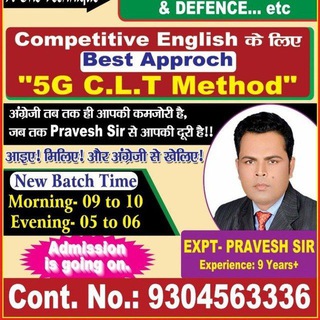 & DEFENCE... etc
Competitive English के लिए
Best Approch
"5G C.L.T Method"
अंग्रेजी तब तक ही आपकी कमजोरी है,
जब तक Pravesh Sir से आपकी दूरी है!!
आइए! मिलिए! और अंग्रेजी से खेलिए!
New Batch Time
Morning- 09 to 10
Evening- 05 to 06
Admission
is going on.
EXPT- PRAVESH SIR
Experience: 9 Years+
Cont. No.: 9304563336